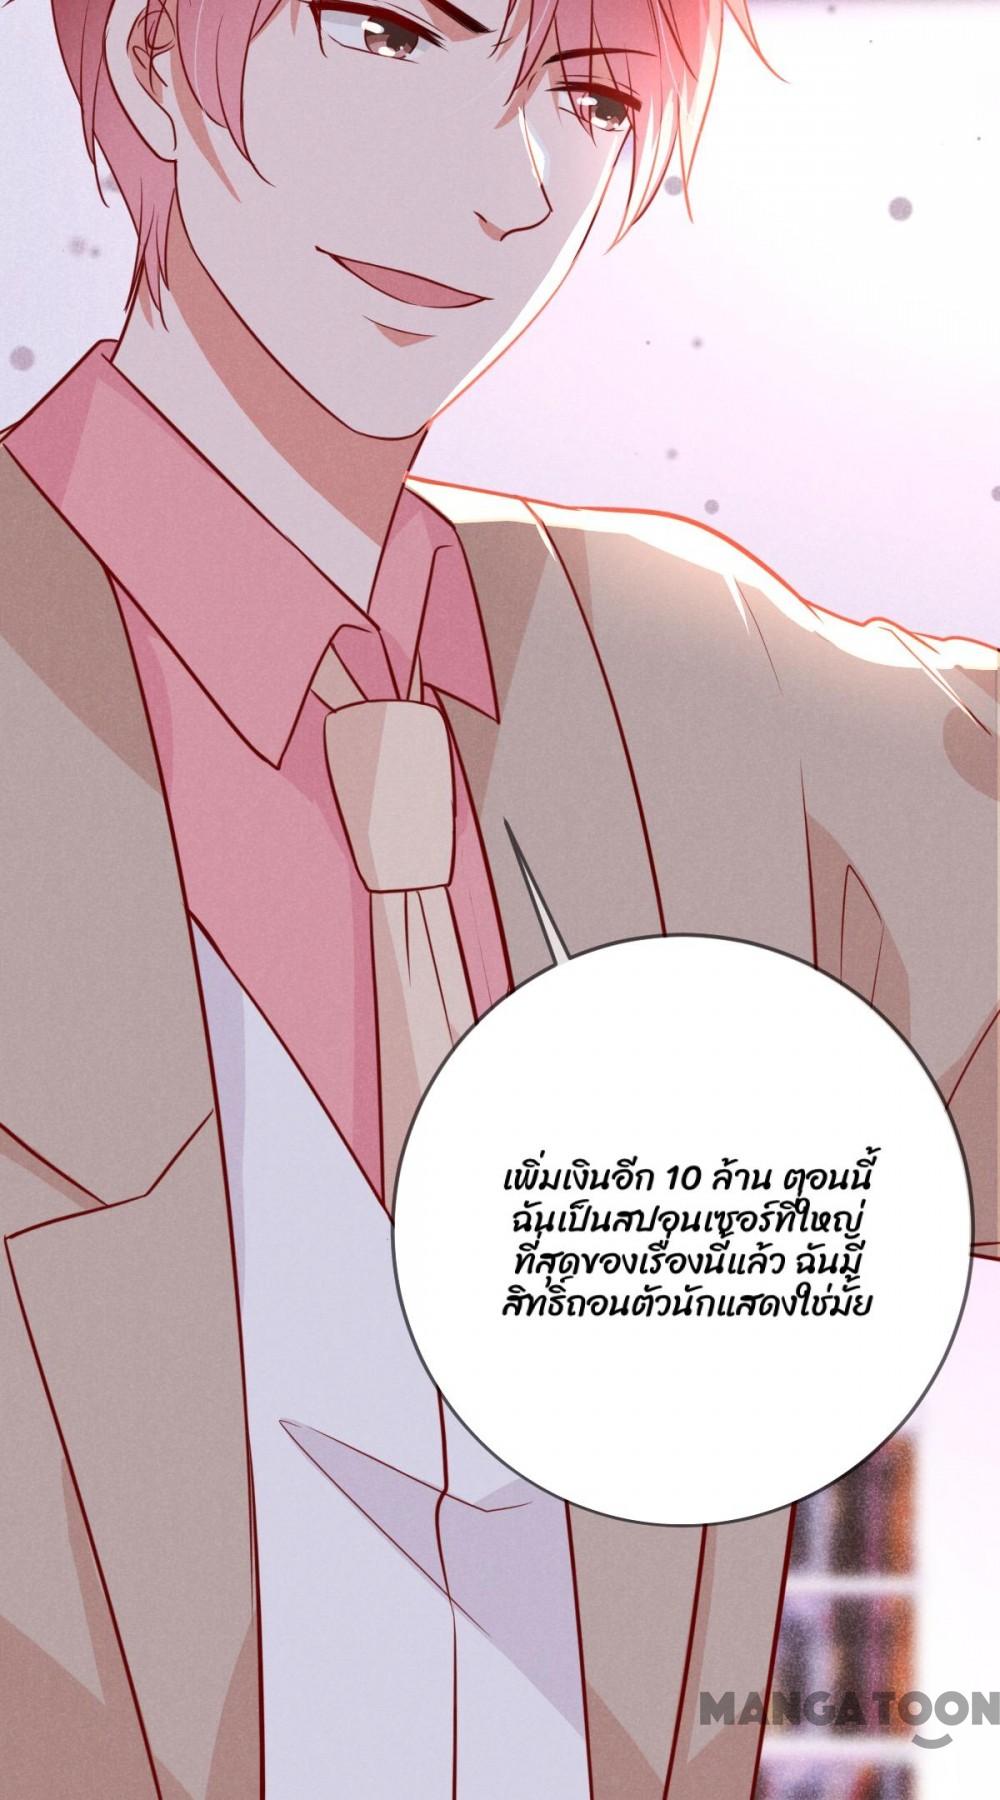 เพิ่มเงินอีก 10 ล้าน ตอนนี้
ฉันเป็นสปอนเซอร์ที่ใหญ่
ที่สุดของเรื่องนี้แล้ว ฉันมี
สิทธิ์ถอนตัวนักแสดงใช่มั้ย
MANGATOON